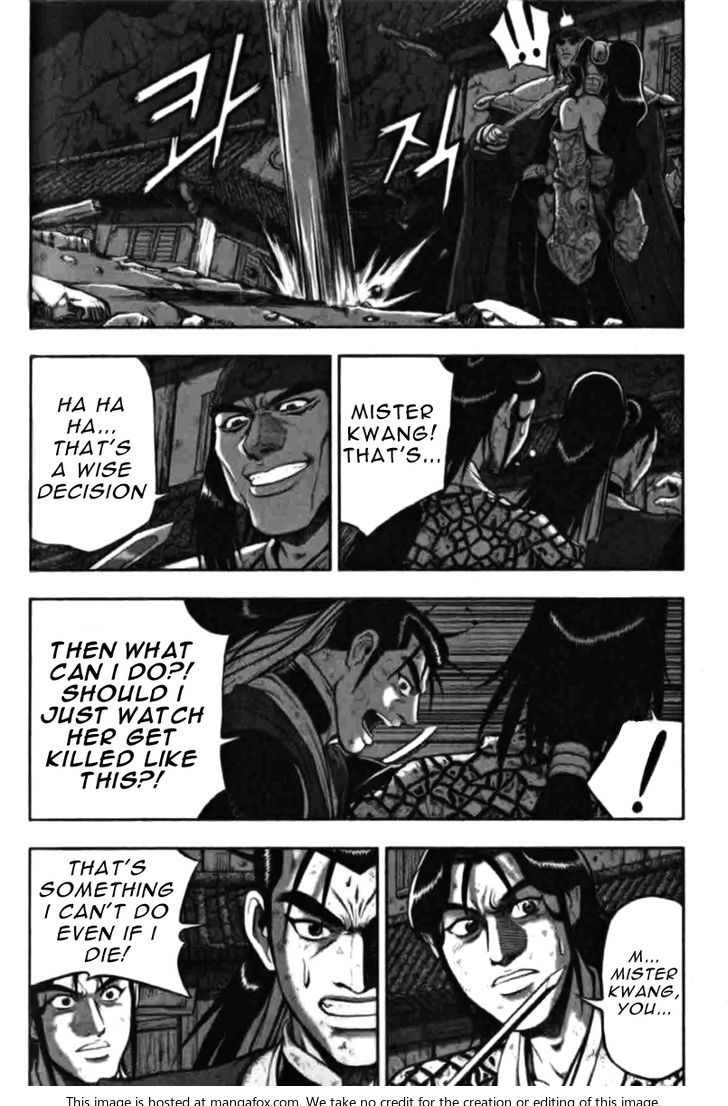 !!!
콰
직
HA HA
HA...
THAT'S
A WISE
DECISION
MISTER
KWANG!
THAT'S...
THEN WHAT
CAN I DO?!
SHOULD I
JUST WATCH
HER GET
KILLED LIKE
THIS?!
!
THAT'S
SOMETHING
I CAN'T DO
EVEN IF I
DIE!
M...
MISTER
KWANG,
YOU...
This image is hosted at mangafox.com. We take no credit for the creation or editing of this image.